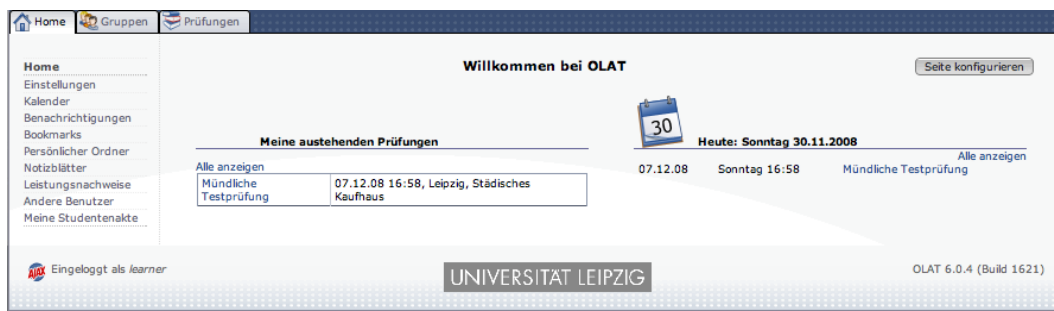 Home Gruppen Prüfungen
Home
Einstellungen
Kalender
Benachrichtigungen
Bookmarks
Persönlicher Ordner
Notizblätter
Leistungsnachweise
Andere Benutzer
Meine Studentenakte
Willkommen bei OLAT
Seite konfigurieren
Meine austehenden Prüfungen
Alle anzeigen
Mündliche
Testprüfung
07.12.08 16:58, Leipzig, Städisches
Kaufhaus
30
Heute: Sonntag 30.11.2008
Alle anzeigen
07.12.08 Sonntag 16:58 Mündliche Testprüfung
AJAX Eingeloggt als learner
UNIVERSITÄT LEIPZIG
OLAT 6.0.4 (Build 1621)